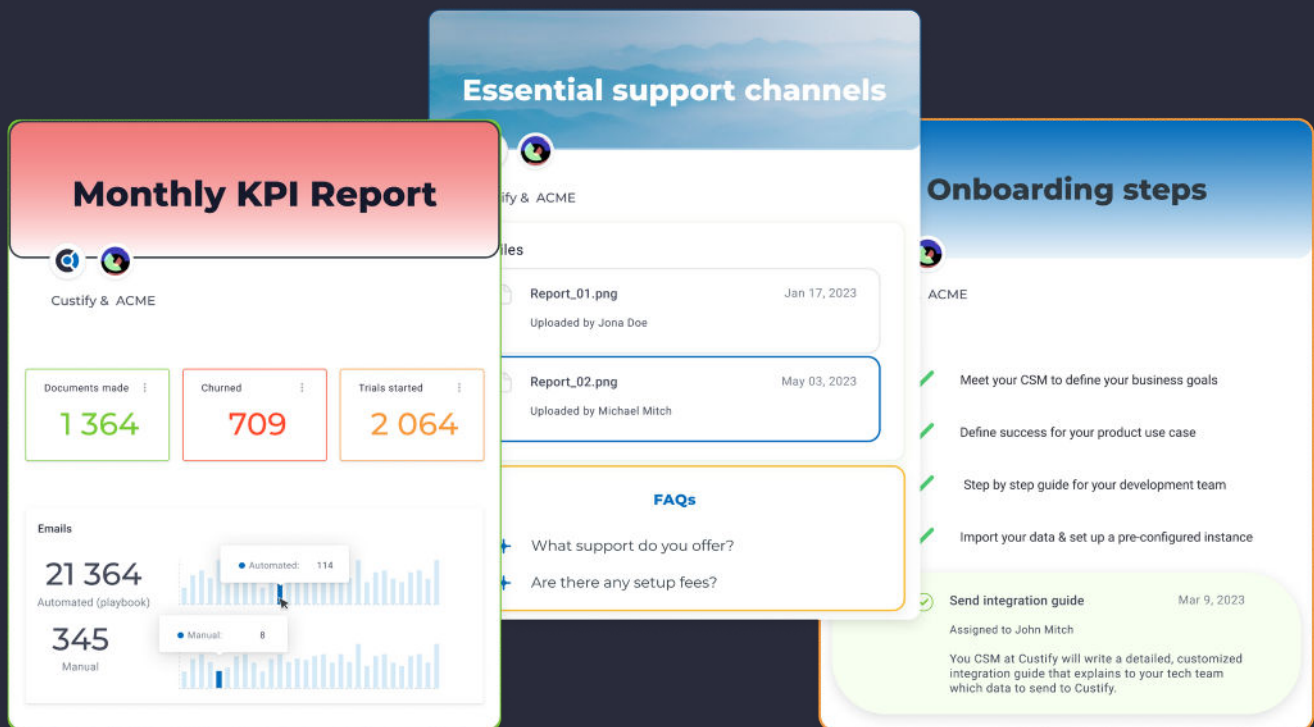 Monthly KPI Report
Custify & ACME
Documents made
1 364
Churned
709
Trials started
2 064
Emails
21 364
Automated (playbook)
Automated: 114
345
Manual
Manual: 8
Essential support channels
ify & ACME
les
Report_01.png Jan 17, 2023
Uploaded by Jona Doe
Report_02.png May 03, 2023
Uploaded by Michael Mitch
FAQs
What support do you offer?
Are there any setup fees?
Onboarding steps
ACME
Meet your CSM to define your business goals
Define success for your product use case
Step by step guide for your development team
Import your data & set up a pre-configured instance
Send integration guide Mar 9, 2023
Assigned to John Mitch
You CSM at Custify will write a detailed, customized
integration guide that explains to your tech team
which data to send to Custify.